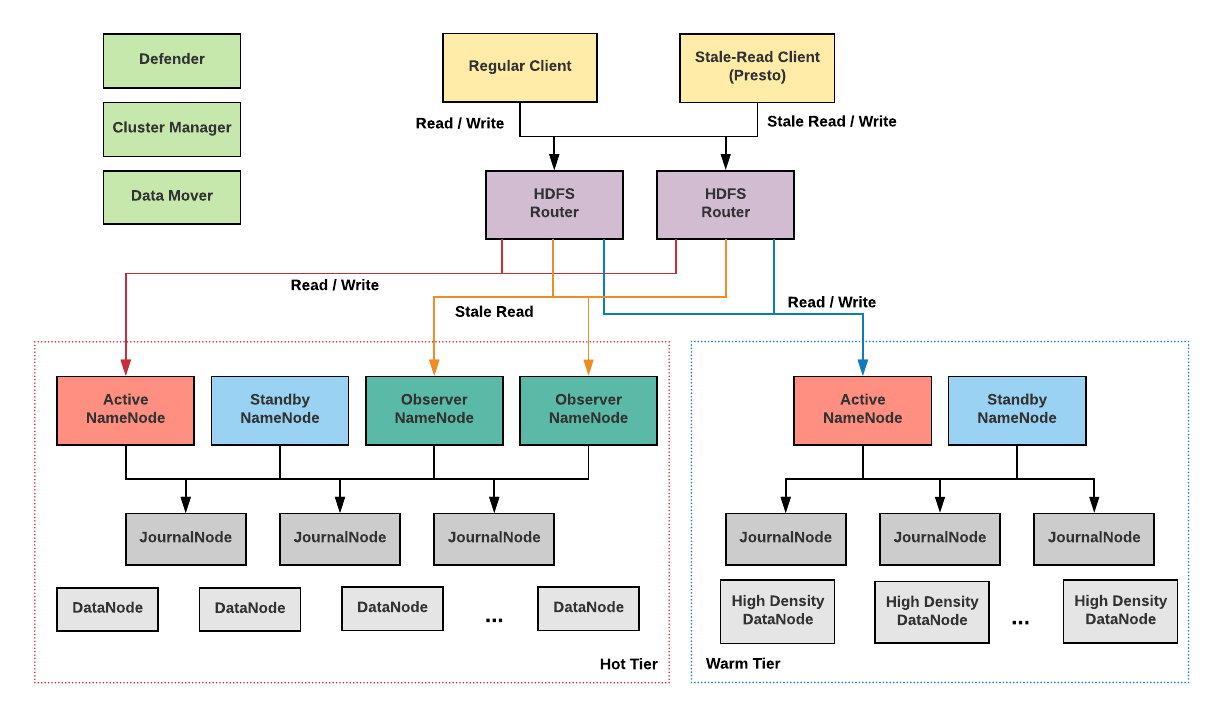 Defender
Cluster Manager
Data Mover
Regular Client
Stale-Read Client
(Presto)
Read / Write
Stale Read / Write
HDFS
Router
HDFS
Router
Read / Write
Stale Read
Read / Write
Active
NameNode
Standby
NameNode
Observer
NameNode
Observer
NameNode
JournalNode
JournalNode
JournalNode
DataNode
DataNode
DataNode
...
DataNode
Hot Tier
Active
NameNode
Standby
NameNode
JournalNode
JournalNode
JournalNode
High Density
DataNode
High Density
DataNode
...
High Density
DataNode
Warm Tier